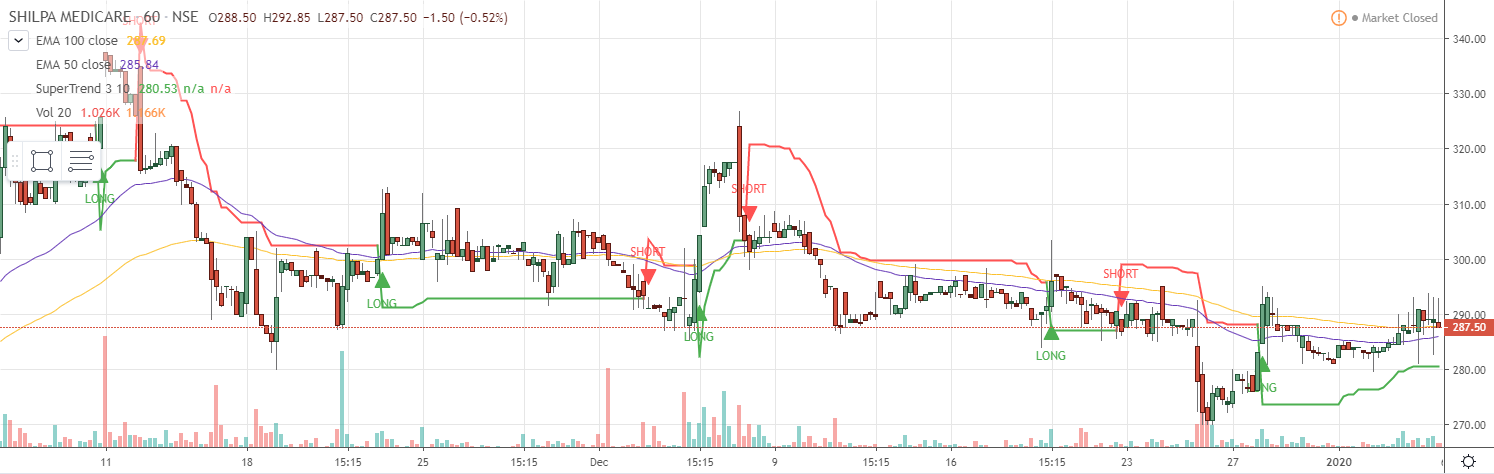 SHILPA MEDICARE · 60 · NSE O288.50 H292.85 L287.50 C287.50 −1.50 (−0.52%)
Market Closed
SHORT
EMA 100 close 287.69
340.00
EMA 50 close 285.84
SuperTrend 3 10 280.53 n/a n/a
330.00
Vol 20 1.026K
320.00
SHORT
LONG
310.00
SHORT
300.00
SHORT
LONG
290.00
287.50
LONG
LONG
280.00
270.00
11 18 15:15 25 15:15 Dec 15:15 9 15:15 16 15:15 23 27 2020